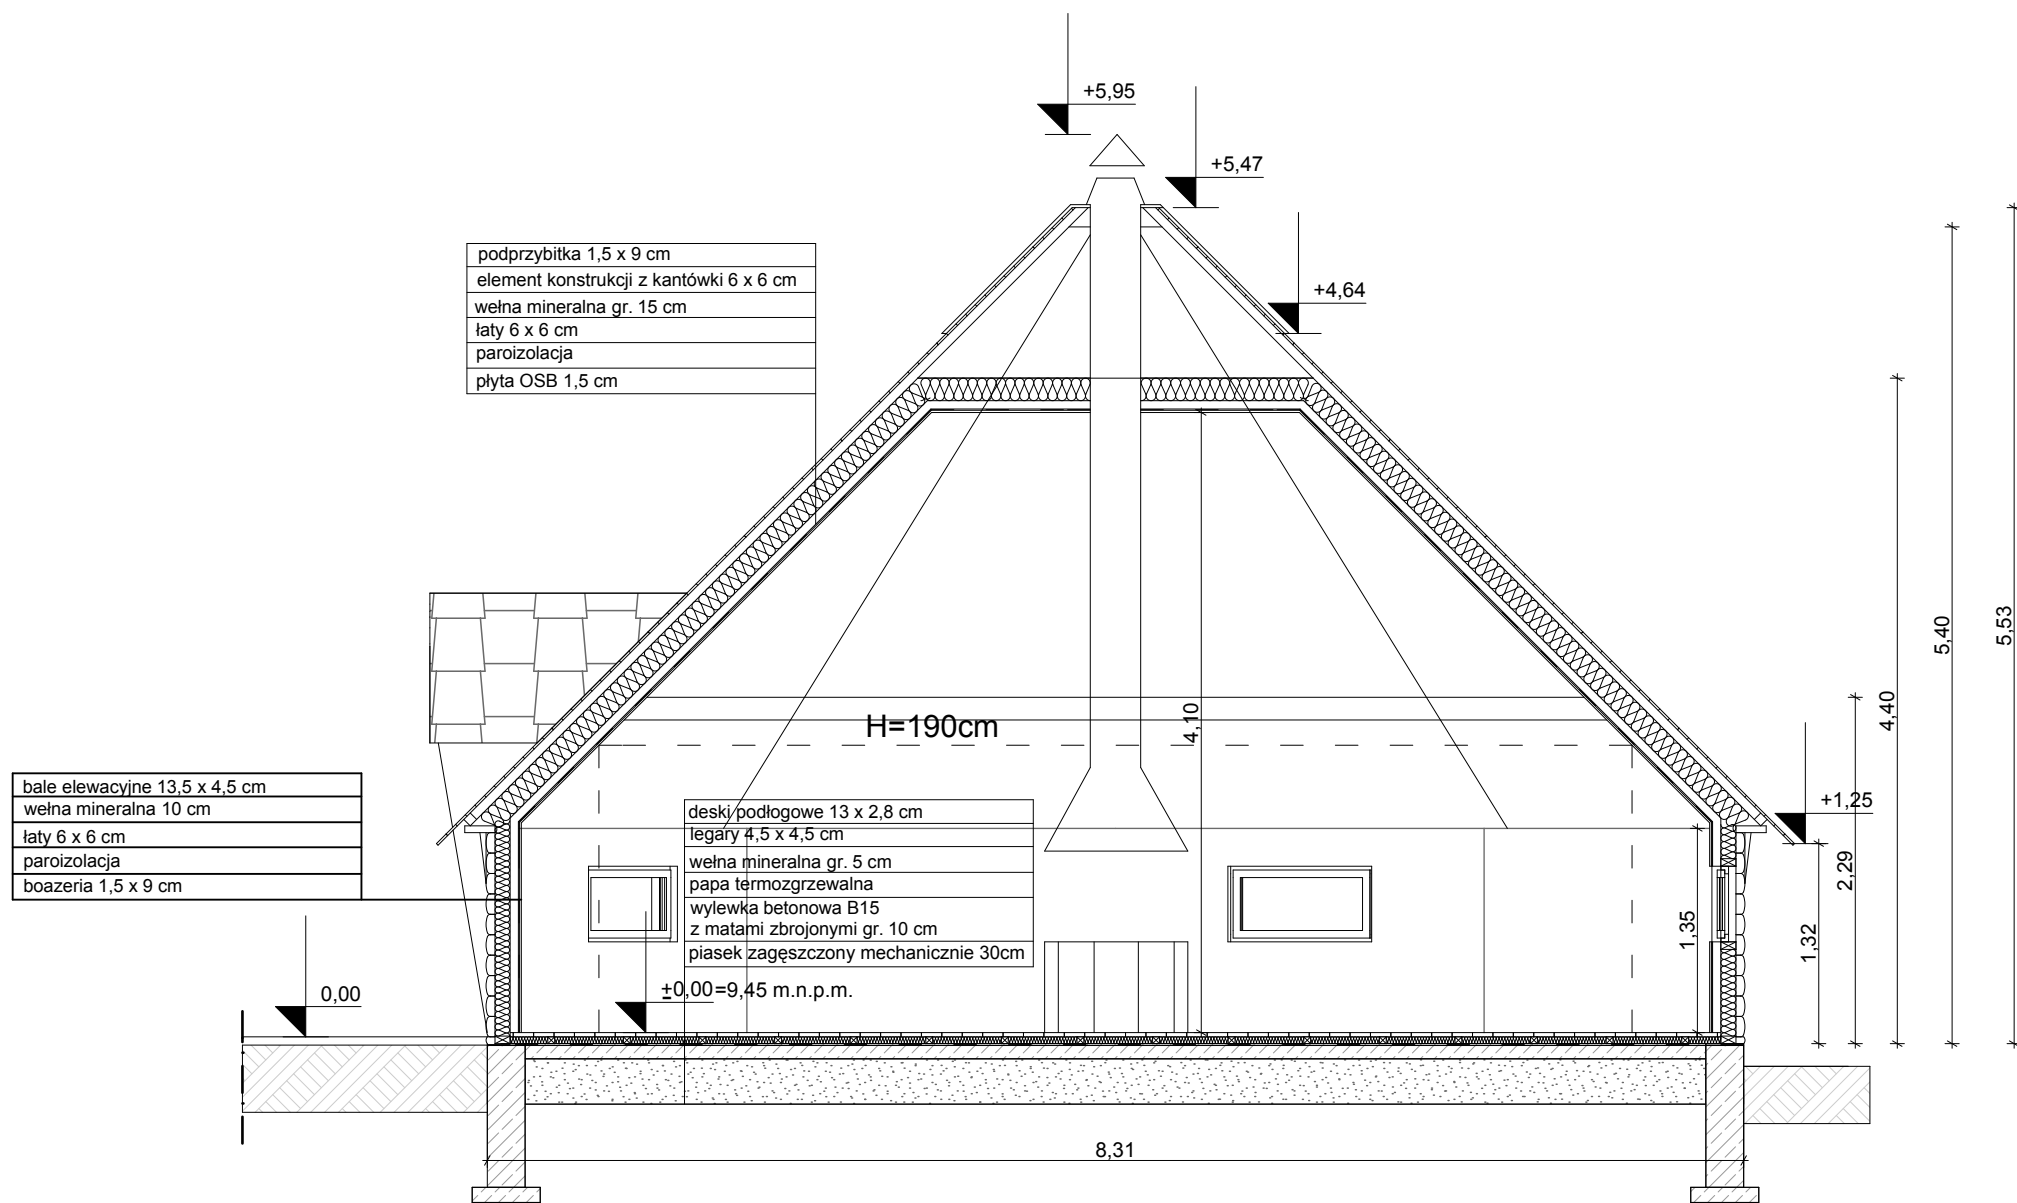 +5,95
+5,47
+4,64
podprzybitka 1,5 x 9 cm
element konstrukcji z kantówki 6 x 6 cm
wełna mineralna gr. 15 cm
łaty 6 x 6 cm
paroizolacja
płyta OSB 1,5 cm
5,40
5,53
4,40
2,29
H=190cm
4,10
bale elewacyjne 13,5 x 4,5 cm
wełna mineralna 10 cm
łaty 6 x 6 cm
paroizolacja
boazeria 1,5 x 9 cm
deski podłogowe 13 x 2,8 cm
legary 4,5 x 4,5 cm
wełna mineralna gr. 5 cm
papa termozgrzewalna
wylewka betonowa B15
z matami zbrojonymi gr. 10 cm
piasek zagęszczony mechanicznie 30cm
+1,25
1,35
1,32
0,00
±0,00=9,45 m.n.p.m.
8,31